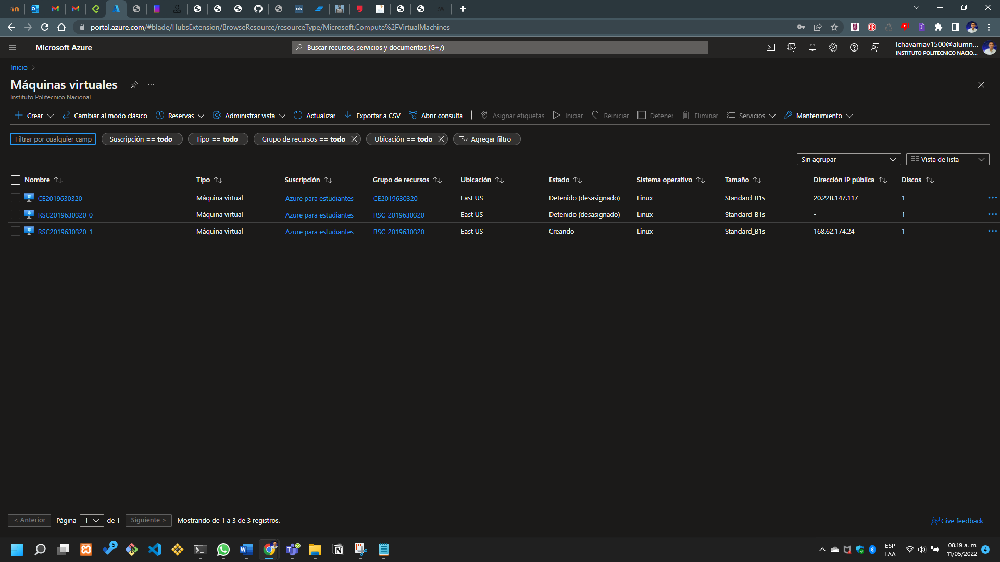 portal.azure.com/#blade/HubsExtension/BrowseResource/resourceType/Microsoft.Compute%2FVirtualMachines
Microsoft Azure
Buscar recursos, servicios y documentos (G+/)
lchavarriav1500@alumn...
INSTITUTO POLITECNICO NACIO...
Inicio
Máquinas virtuales
Instituto Politecnico Nacional
Crear Cambiar al modo clásico Reservas Administrar vista Actualizar Exportar a CSV Abrir consulta Asignar etiquetas Iniciar Reiniciar Detener Eliminar Servicios Mantenimiento
Filtrar por cualquier camp Suscripción == todo Tipo == todo Grupo de recursos == todo Ubicación == todo Agregar filtro
Sin agrupar Vista de lista
Nombre Tipo Suscripción Grupo de recursos Ubicación Estado Sistema operativo Tamaño Dirección IP pública Discos
CE2019630320 Máquina virtual Azure para estudiantes CE2019630320 East US Detenido (desasignado) Linux Standard_B1s 20.228.147.117 1
RSC2019630320-0 Máquina virtual Azure para estudiantes RSC-2019630320 East US Detenido (desasignado) Linux Standard_B1s - 1
RSC2019630320-1 Máquina virtual Azure para estudiantes RSC-2019630320 East US Creando Linux Standard_B1s 168.62.174.24 1
< Anterior Página 1 de 1 Siguiente > Mostrando de 1 a 3 de 3 registros. Give feedback
5
ESP
LAA
08:19 a. m.
11/05/2022
4